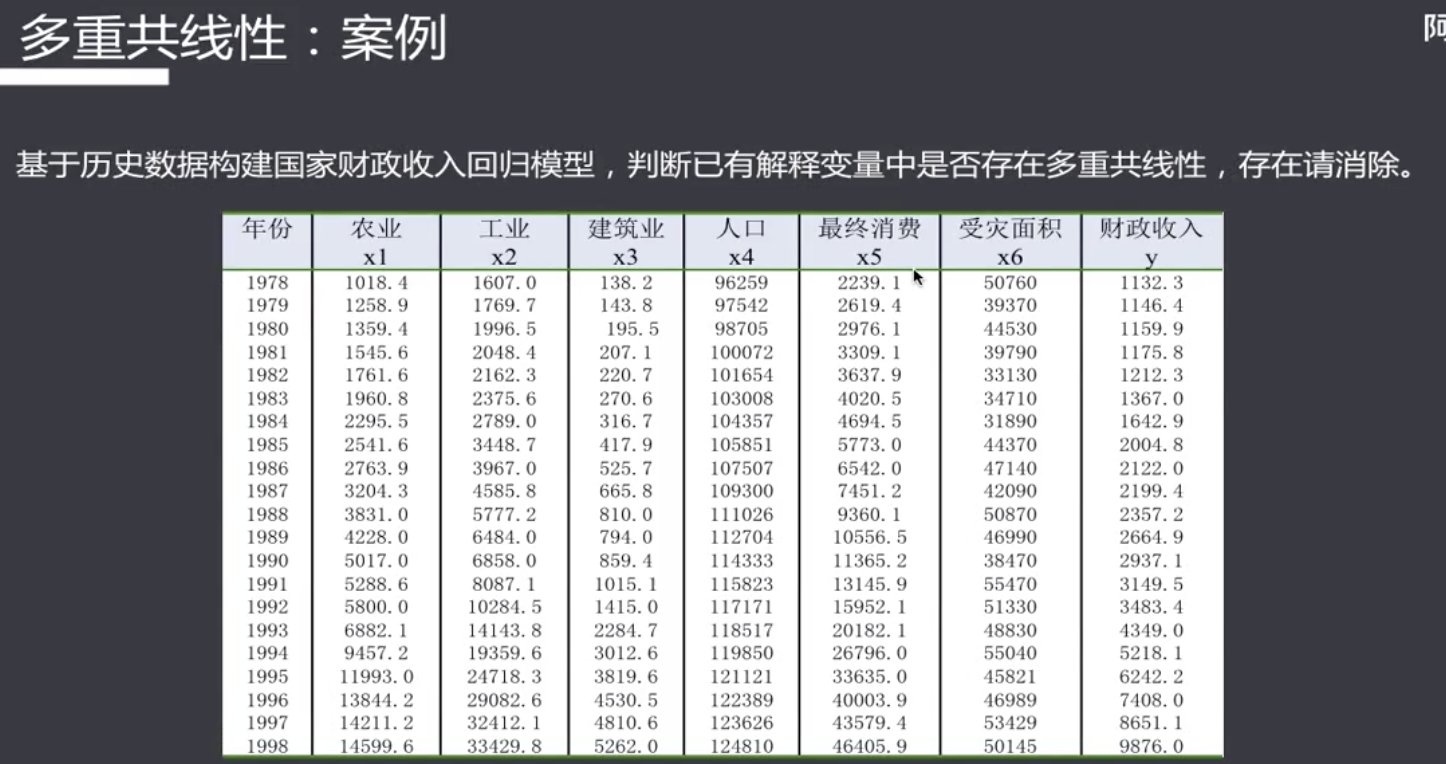 多重共线性：案例
阿
基于历史数据构建国家财政收入回归模型，判断已有解释变量中是否存在多重共线性，存在请消除。
年份 农业 工业 建筑业 人口 最终消费 受灾面积 财政收入
x1 x2 x3 x4 x5 x6 y
1978 1018.4 1607.0 138.2 96259 2239.1 50760 1132.3
1979 1258.9 1769.7 143.8 97542 2619.4 39370 1146.4
1980 1359.4 1996.5 195.5 98705 2976.1 44530 1159.9
1981 1545.6 2048.4 207.1 100072 3309.1 39790 1175.8
1982 1761.6 2162.3 220.7 101654 3637.9 33130 1212.3
1983 1960.8 2375.6 270.6 103008 4020.5 34710 1367.0
1984 2295.5 2789.0 316.7 104357 4694.5 31890 1642.9
1985 2541.6 3448.7 417.9 105851 5773.0 44370 2004.8
1986 2763.9 3967.0 525.7 107507 6542.0 47140 2122.0
1987 3204.3 4585.8 665.8 109300 7451.2 42090 2199.4
1988 3831.0 5777.2 810.0 111026 9360.1 50870 2357.2
1989 4228.0 6484.0 794.0 112704 10556.5 46990 2664.9
1990 5017.0 6858.0 859.4 114333 11365.2 38470 2937.1
1991 5288.6 8087.1 1015.1 115823 13145.9 55470 3149.5
1992 5800.0 10284.5 1415.0 117171 15952.1 51330 3483.4
1993 6882.1 14143.8 2284.7 118517 20182.1 48830 4349.0
1994 9457.2 19359.6 3012.6 119850 26796.0 55040 5218.1
1995 11993.0 24718.3 3819.6 121121 33635.0 45821 6242.2
1996 13844.2 29082.6 4530.5 122389 40003.9 46989 7408.0
1997 14211.2 32412.1 4810.6 123626 43579.4 53429 8651.1
1998 14599.6 33429.8 5262.0 124810 46405.9 50145 9876.0